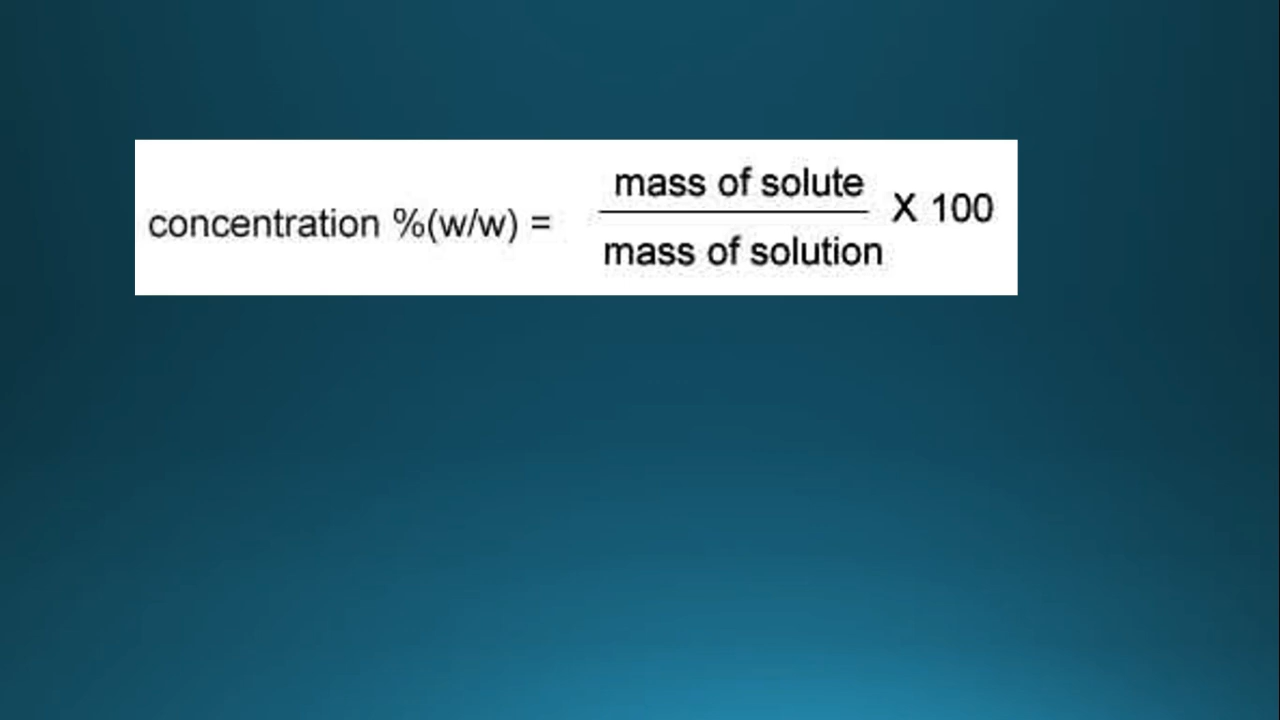 concentration %(w/w) =
mass of solute
mass of solution
X 100